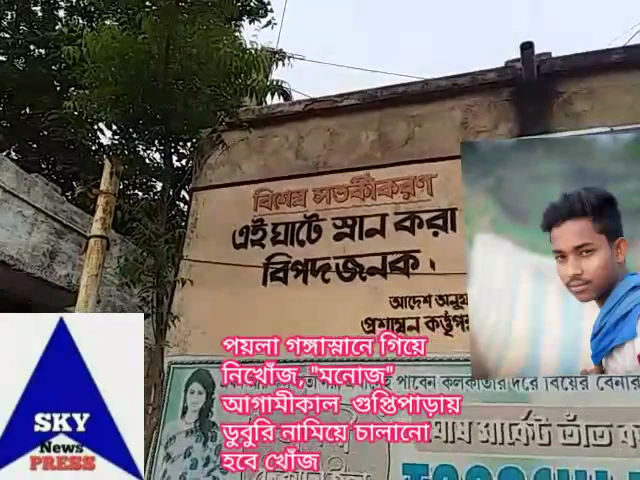 বিশেষ সতর্কীকরণ
এইঘাটে স্নান করা
বিপদজনক।
আদেশ অনুয
প্রশাষন কর্তৃপ
পয়লা গঙ্গাস্নানে গিয়ে
নিখোঁজ, "মনোজ"
আগামীকাল গুপ্তিপাড়ায়
ডুবুরি নামিয়ে চালানো
হবে খোঁজ
পাবেন কলকাতার দরে বিয়ের বেনার
ঘোষ মার্কেট তাঁত ক
SKY
News
PRESS